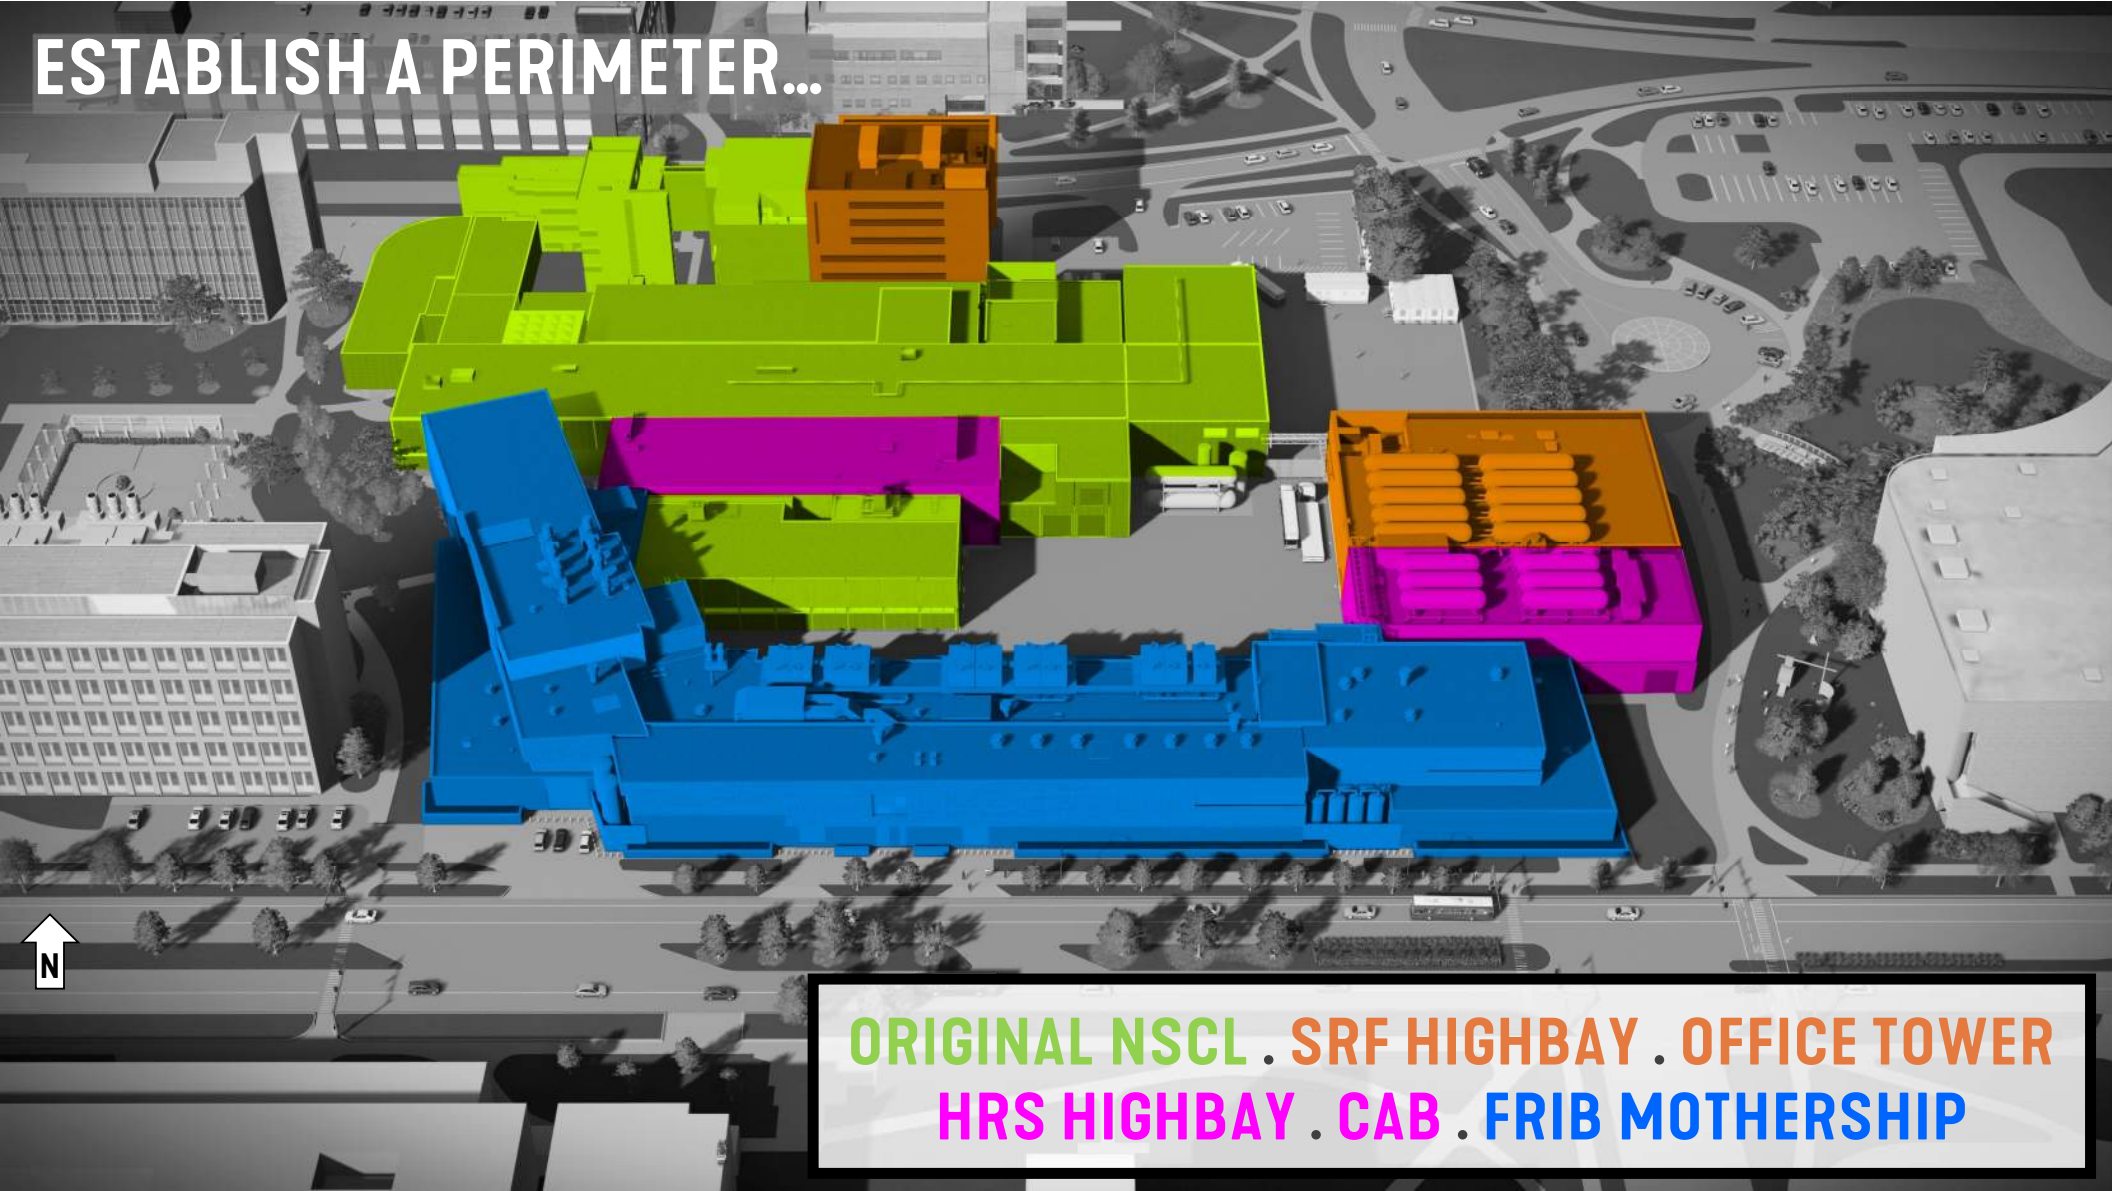 ESTABLISH A PERIMETER...
N
ORIGINAL NSCL . SRF HIGHBAY . OFFICE TOWER
HRS HIGHBAY . CAB . FRIB MOTHERSHIP